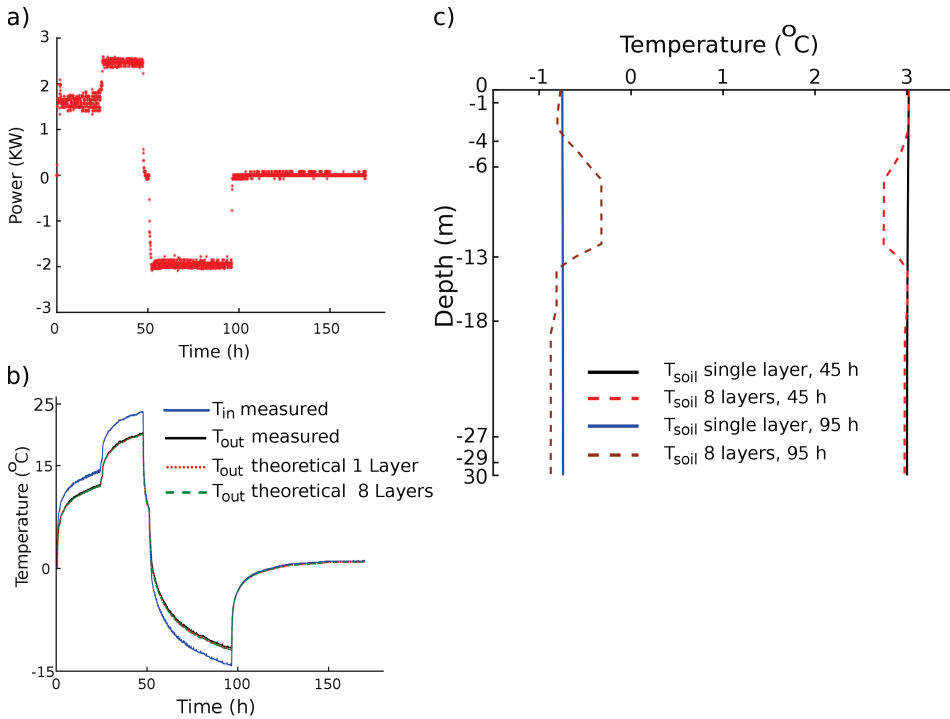 a)
3
2
1
0
-1
-2
-3
Power (KW)
0
50
100
150
Time (h)
b)
25
15
0
-15
Temperature (°C)
0
50
100
150
Time (h)
Tin measured
Tout measured
Tout theoretical 1 Layer
Tout theoretical 8 Layers
c)
Temperature (°C)
-1
0
1
2
3
0
-1
-4
-6
-13
-18
-27
-29
30
Depth (m)
Tsoil single layer, 45 h
Tsoil 8 layers, 45 h
Tsoil single layer, 95 h
Tsoil 8 layers, 95 h